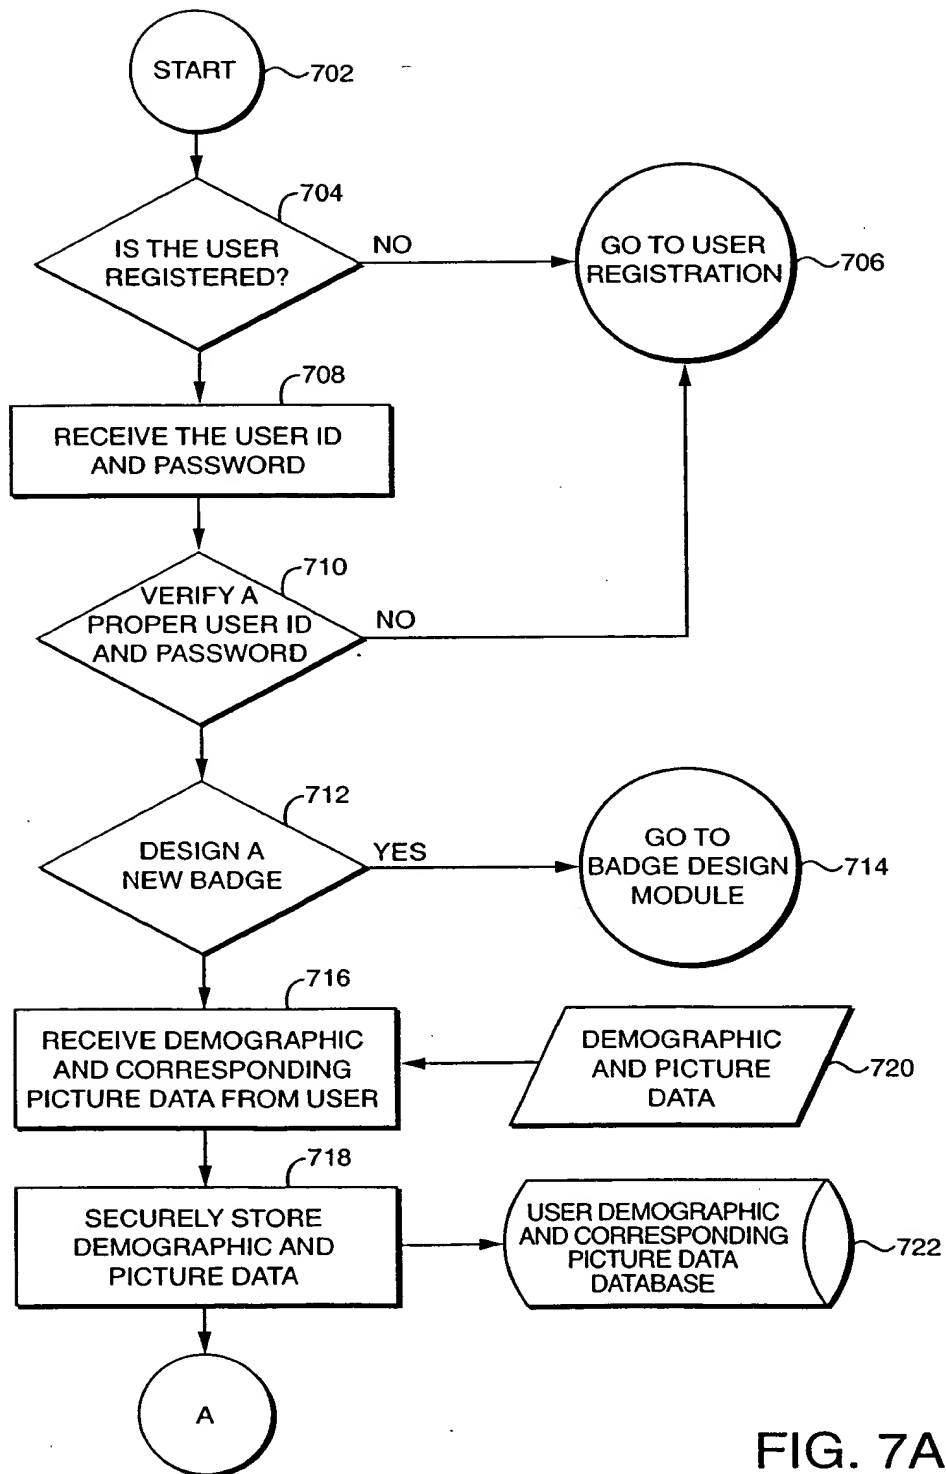 START
702
704
IS THE USER
REGISTERED?
NO
GO TO USER
REGISTRATION
706
708
RECEIVE THE USER ID
AND PASSWORD
710
VERIFY A
PROPER USER ID
AND PASSWORD
NO
712
DESIGN A
NEW BADGE
YES
GO TO
BADGE DESIGN
MODULE
714
716
RECEIVE DEMOGRAPHIC
AND CORRESPONDING
PICTURE DATA FROM USER
DEMOGRAPHIC
AND PICTURE
DATA
720
718
SECURELY STORE
DEMOGRAPHIC AND
PICTURE DATA
USER DEMOGRAPHIC
AND CORRESPONDING
PICTURE DATA
DATABASE
722
A
FIG. 7A